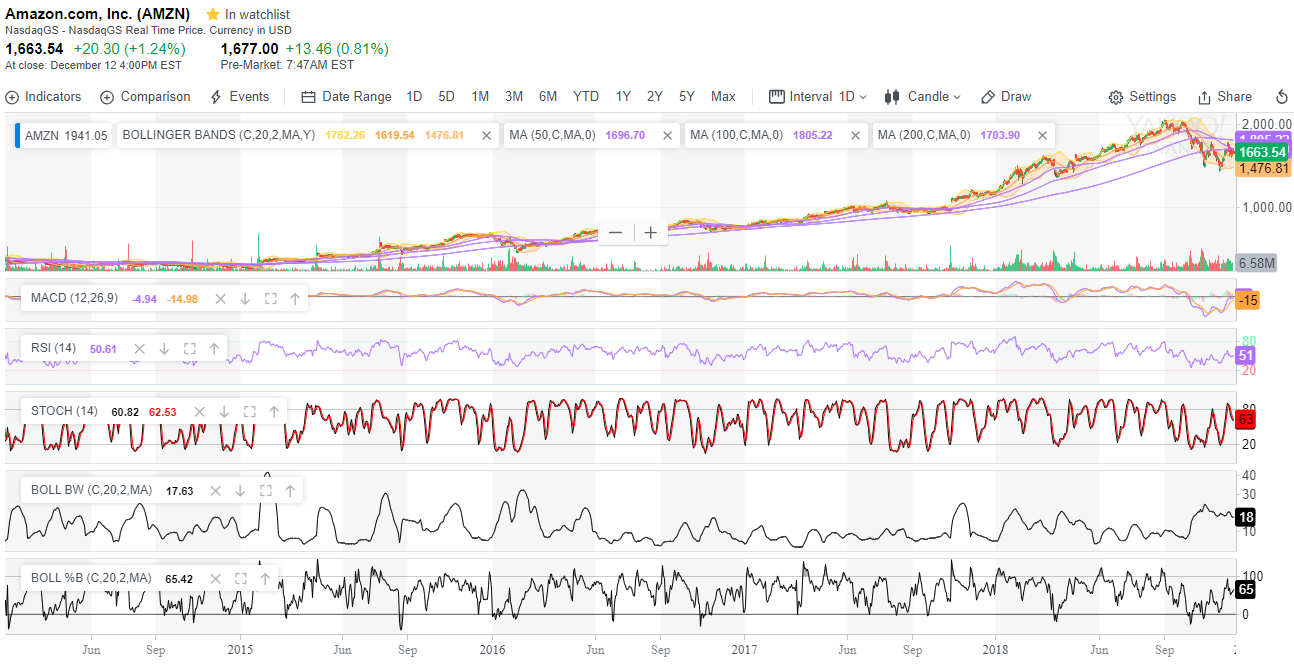 Amazon.com, Inc. (AMZN) In watchlist
NasdaqGS - NasdaqGS Real Time Price. Currency in USD
1,663.54 +20.30 (+1.24%) 1,677.00 +13.46 (0.81%)
At close: December 12 4:00PM EST Pre-Market: 7:47AM EST
Indicators Comparison Events Date Range 1D 5D 1M 3M 6M YTD 1Y 2Y 5Y Max Interval 1D Candle Draw Settings Share
AMZN 1941.05 BOLLINGER BANDS (C,20,2,MA,Y) 1762.26 1619.54 1476.81 MA (50,C,MA,0) 1696.70 MA (100,C,MA,0) 1805.22 MA (200,C,MA,0) 1703.90
2000.00
1663.54
1,476.81
1,000.00
6.58M
MACD (12,26,9) -4.94 -14.98
-15
RSI (14) 50.61
80
51
20
STOCH (14) 60.82 62.53
80
63
20
BOLL BW (C,20,2,MA) 17.63
40
30
18
10
BOLL %B (C,20,2,MA) 65.42
100
65
0
Jun Sep 2015 Jun Sep 2016 Jun Sep 2017 Jun Sep 2018 Jun Sep